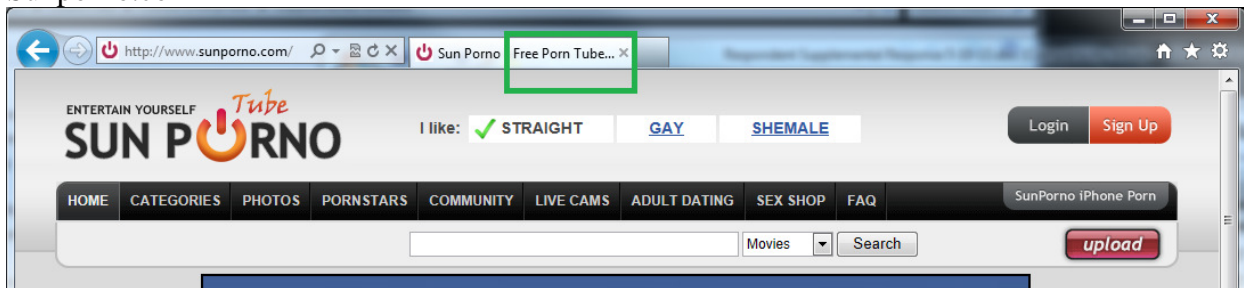 http://www.sunporno.com/
Sun Porno Free Porn Tube...
ENTERTAIN YOURSELF Tube
SUN PORNO
I like: STRAIGHT GAY SHEMALE
Login Sign Up
HOME CATEGORIES PHOTOS PORNSTARS COMMUNITY LIVE CAMS ADULT DATING SEX SHOP FAQ
SunPorno iPhone Porn
Movies Search
upload